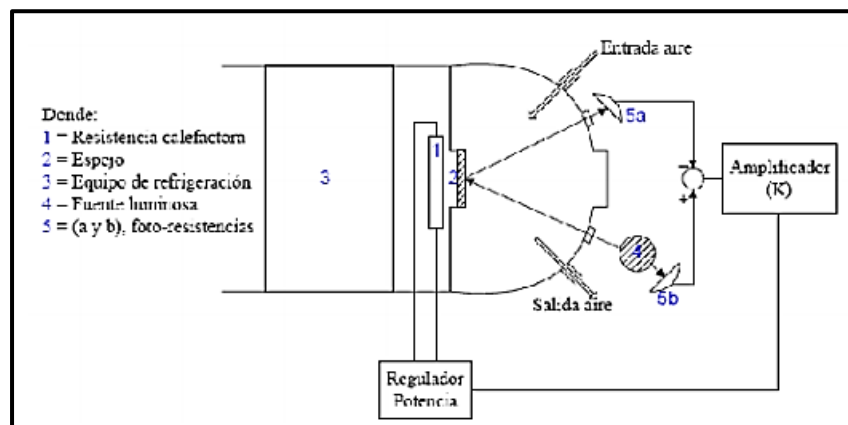 Entrada aire
Donde:
1 = Resistencia calefactora
2 = Espejo
3 = Equipo de refrigeración
4 = Fuente luminosa
5 = (a y b), foto-resistencias
5a
1
3
2
−
+
Amplificador
(K)
4
5b
Salida aire
Regulador
Potencia